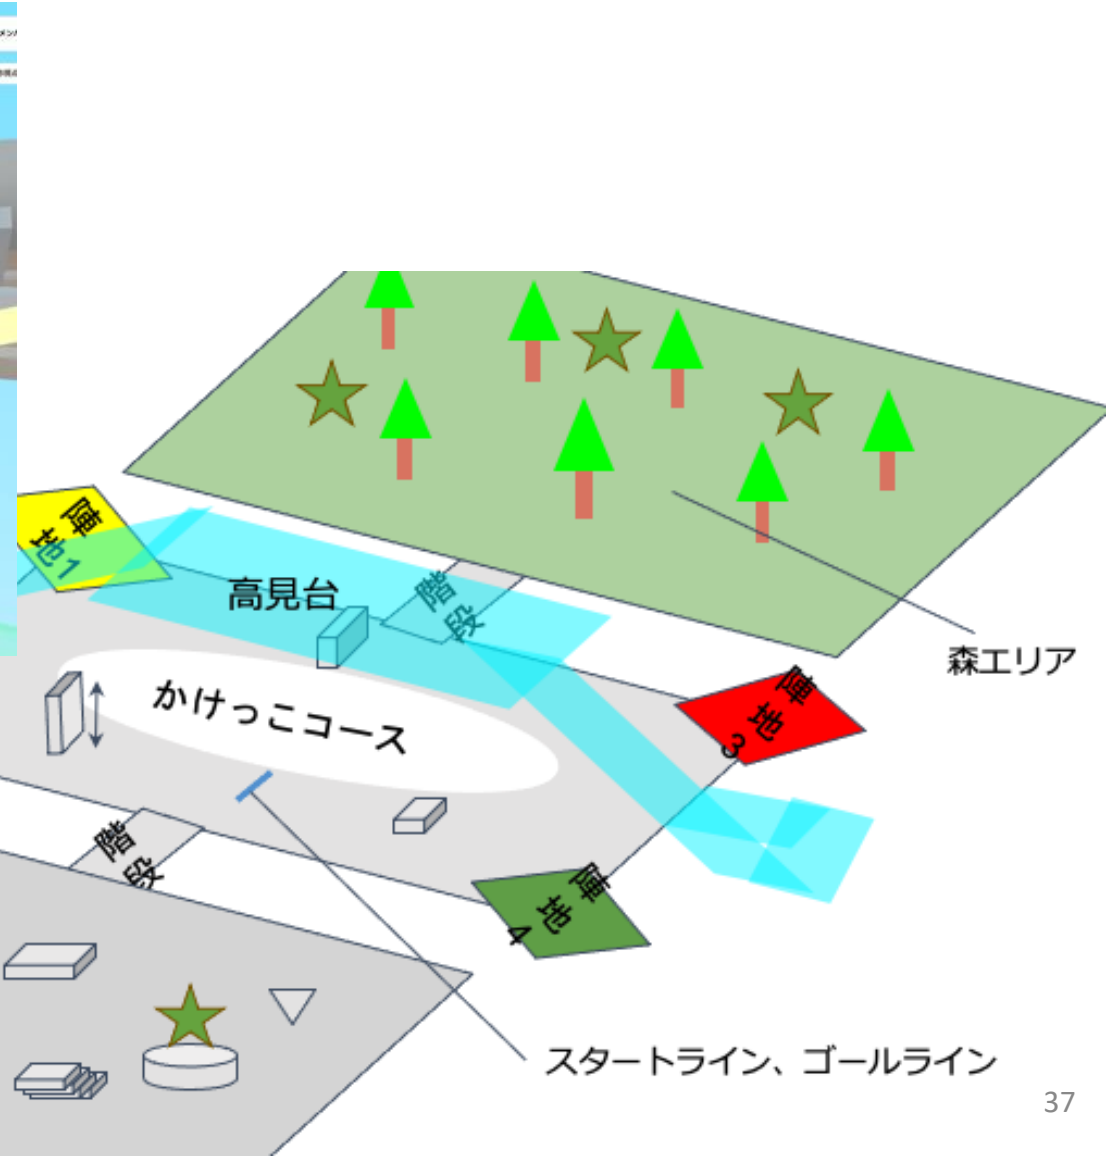 陣地1
高見台
階段
森エリア
陣地3
かけっこコース
階段
陣地4
スタートライン、ゴールライン
37